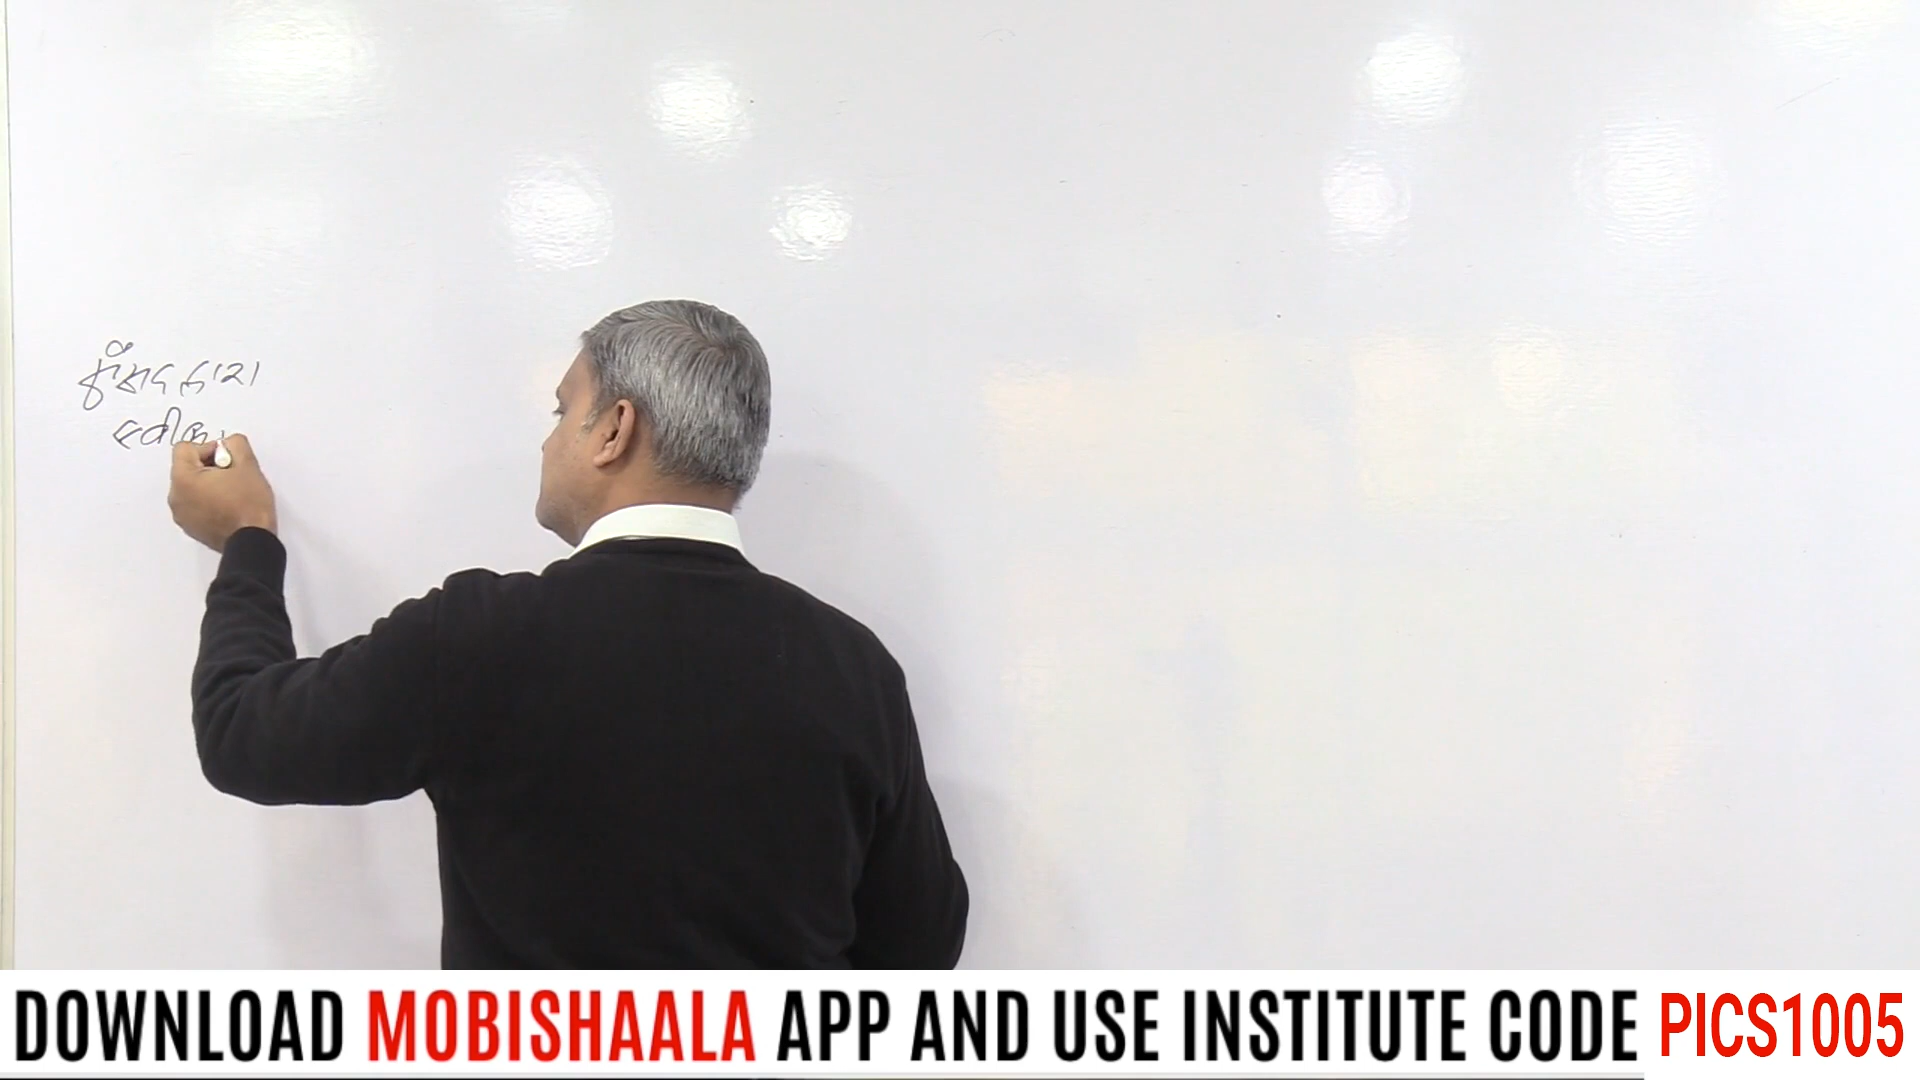 द्वारा
DOWNLOAD MOBISHAALA APP AND USE INSTITUTE CODE PICS1005